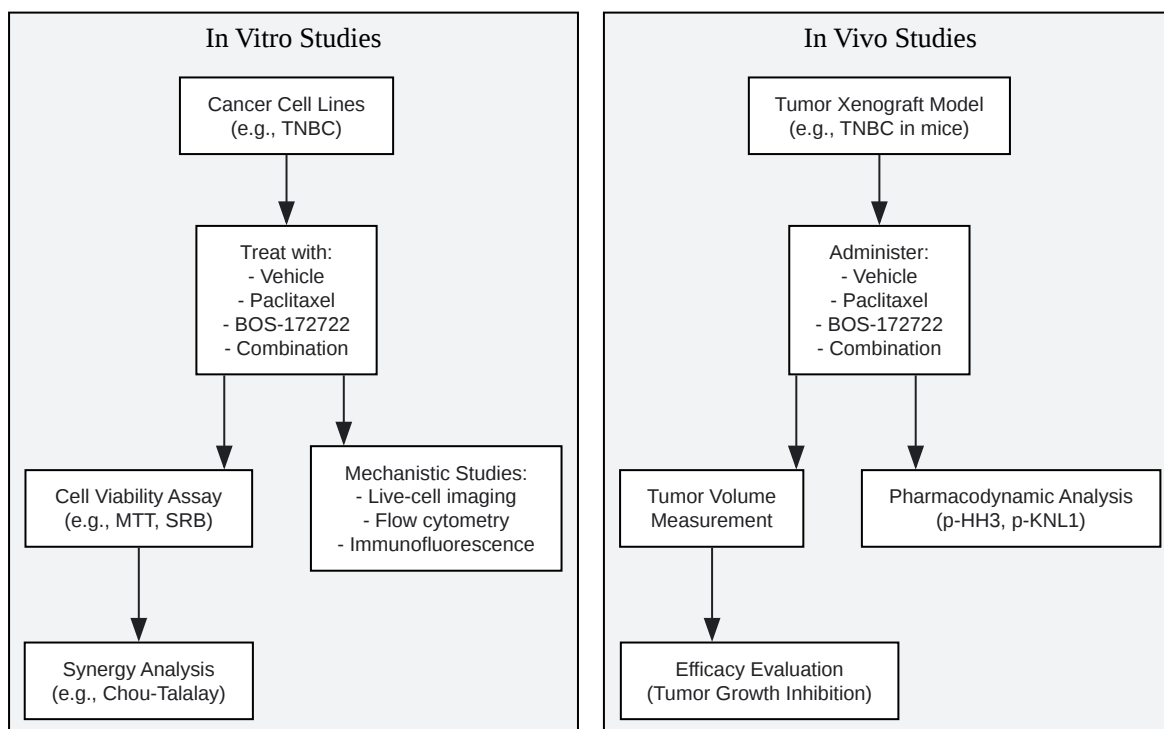 In Vitro Studies
Cancer Cell Lines
(e.g., TNBC)
Treat with:
- Vehicle
- Paclitaxel
- BOS-172722
- Combination
Cell Viability Assay
(e.g., MTT, SRB)
Mechanistic Studies:
- Live-cell imaging
- Flow cytometry
- Immunofluorescence
Synergy Analysis
(e.g., Chou-Talalay)
In Vivo Studies
Tumor Xenograft Model
(e.g., TNBC in mice)
Administer:
- Vehicle
- Paclitaxel
- BOS-172722
- Combination
Tumor Volume
Measurement
Pharmacodynamic Analysis
(p-HH3, p-KNL1)
Efficacy Evaluation
(Tumor Growth Inhibition)